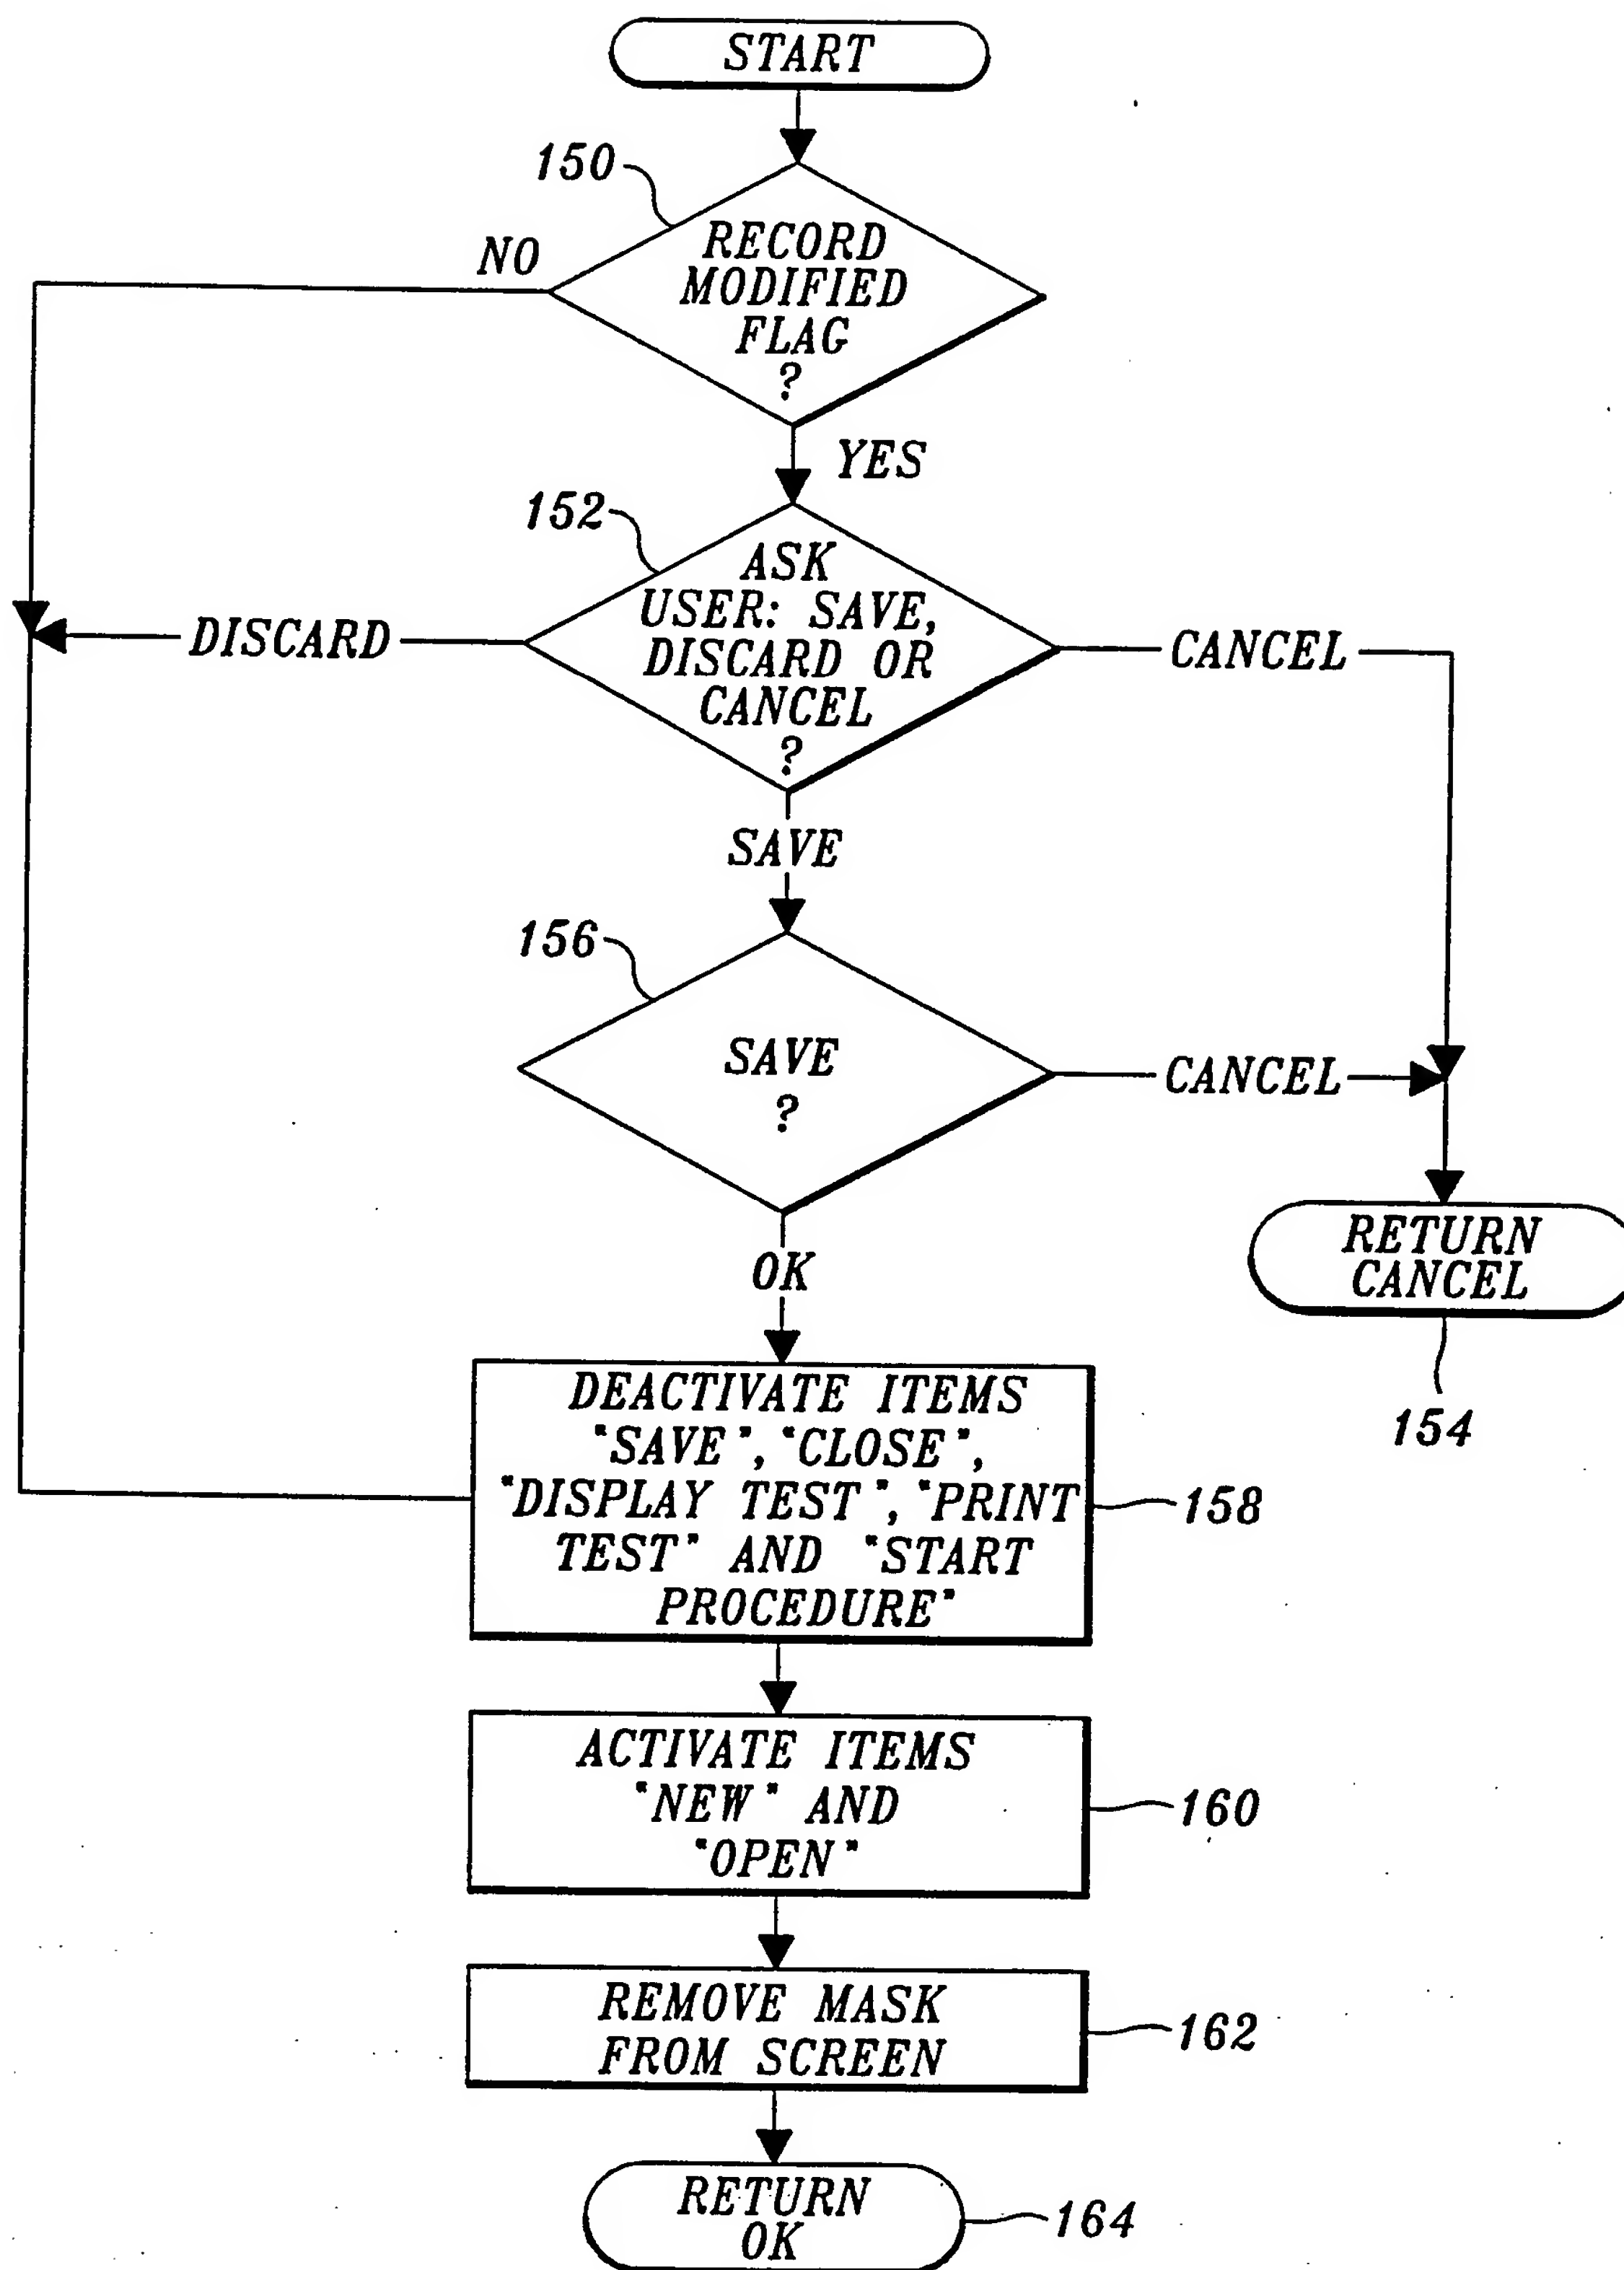 START
150
RECORD
MODIFIED
FLAG
?
NO
YES
152
ASK
USER: SAVE,
DISCARD OR
CANCEL
?
DISCARD
CANCEL
SAVE
156
SAVE
?
CANCEL
OK
RETURN
CANCEL
154
DEACTIVATE ITEMS
"SAVE", "CLOSE",
"DISPLAY TEST", "PRINT
TEST" AND "START
PROCEDURE"
158
ACTIVATE ITEMS
"NEW" AND
"OPEN"
160
REMOVE MASK
FROM SCREEN
162
RETURN
OK
164